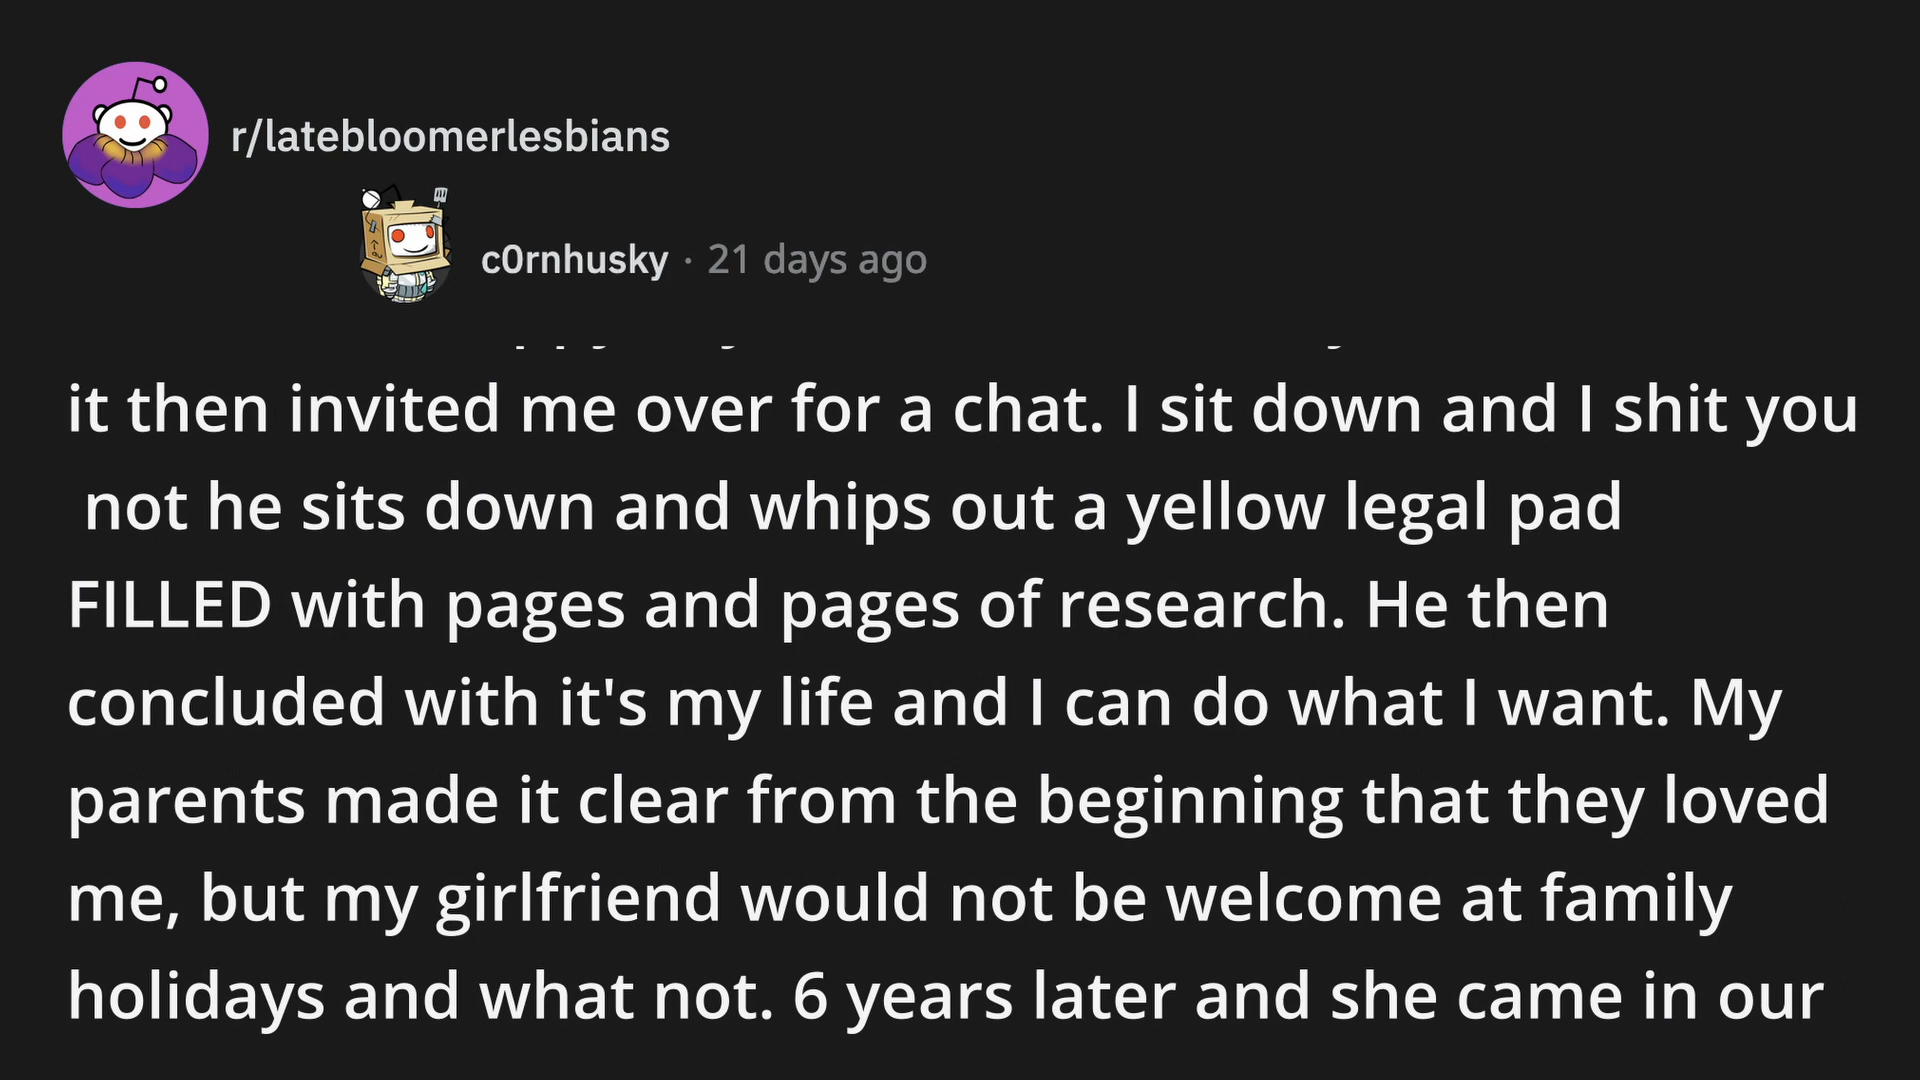 r/latebloomerlesbians
c0rnhusky · 21 days ago
it then invited me over for a chat. I sit down and I shit you
not he sits down and whips out a yellow legal pad
FILLED with pages and pages of research. He then
concluded with it's my life and I can do what I want. My
parents made it clear from the beginning that they loved
me, but my girlfriend would not be welcome at family
holidays and what not. 6 years later and she came in our